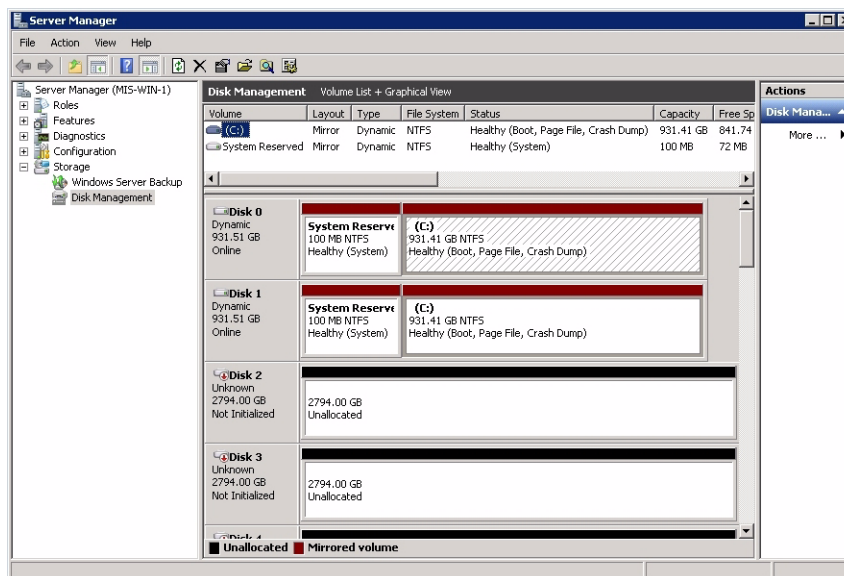 Server Manager
File Action View Help
Server Manager (MIS-WIN-1)
Roles
Features
Diagnostics
Configuration
Storage
Windows Server Backup
Disk Management
Disk Management Volume List + Graphical View
Volume Layout Type File System Status Capacity Free Sp
(C:) Mirror Dynamic NTFS Healthy (Boot, Page File, Crash Dump) 931.41 GB 841.74
System Reserved Mirror Dynamic NTFS Healthy (System) 100 MB 72 MB
Disk 0
Dynamic
931.51 GB
Online
System Reserve
100 MB NTFS
Healthy (System)
(C:)
931.41 GB NTFS
Healthy (Boot, Page File, Crash Dump)
Disk 1
Dynamic
931.51 GB
Online
System Reserve
100 MB NTFS
Healthy (System)
(C:)
931.41 GB NTFS
Healthy (Boot, Page File, Crash Dump)
Disk 2
Unknown
2794.00 GB
Not Initialized
2794.00 GB
Unallocated
Disk 3
Unknown
2794.00 GB
Not Initialized
2794.00 GB
Unallocated
Unallocated Mirrored volume
Actions
Disk Mana...
More ...